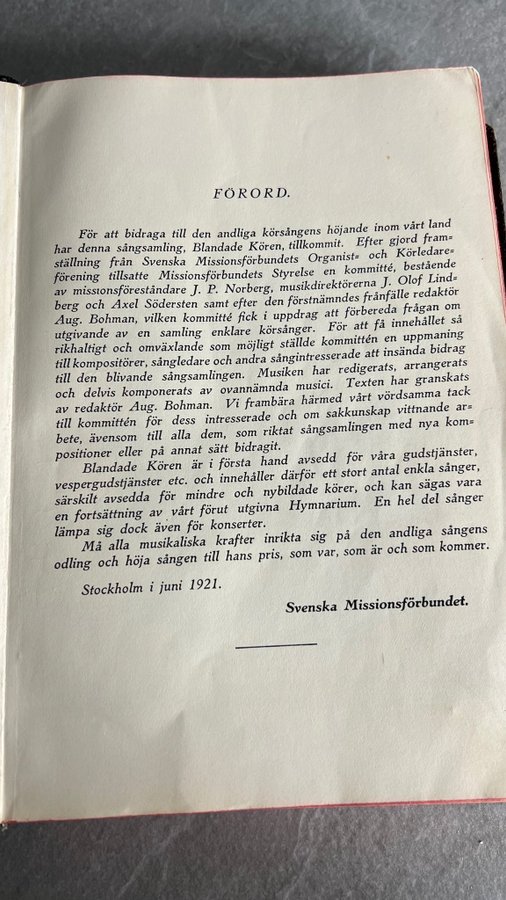 FÖRORD.
För att bidraga till den andliga körsångens höjande inom vårt land
har denna sångsamling, Blandade Kören, tillkommit. Efter gjord fram=
ställning från Svenska Missionsförbundets Organist= och Körledare=
förening tillsatte Missionsförbundets Styrelse en kommitté, bestående
av missionsföreståndare J. P. Norberg, musikdirektörerna J. Olof Lind=
berg och Axel Södersten samt efter den förstnämndes frånfälle redaktör
Aug. Bohman, vilken kommitté fick i uppdrag att förbereda frågan om
utgivande av en samling enklare körsånger. För att få innehållet så
rikhaltigt och omväxlande som möjligt ställde kommittén en uppmaning
till kompositörer, sångledare och andra sångintresserade att insända bidrag
till den blivande sångsamlingen. Musiken har redigerats, arrangerats
och delvis komponerats av ovannämnda musici. Texten har granskats
av redaktör Aug. Bohman. Vi frambära härmed vårt vördsamma tack
till kommittén för dess intresserade och om sakkunskap vittnande ar=
bete, ävensom till alla dem, som riktat sångsamlingen med nya kom=
positioner eller på annat sätt bidragit.
Blandade Kören är i första hand avsedd för våra gudstjänster,
vespergudstjänster etc. och innehåller därför ett stort antal enkla sånger,
särskilt avsedda för mindre och nybildade körer, och kan sägas vara
en fortsättning av vårt förut utgivna Hymnarium. En hel del sånger
lämpa sig dock även för konserter.
Må alla musikaliska krafter inrikta sig på den andliga sångens
odling och höja sången till hans pris, som var, som är och som kommer.
Stockholm i juni 1921.
Svenska Missionsförbundet.